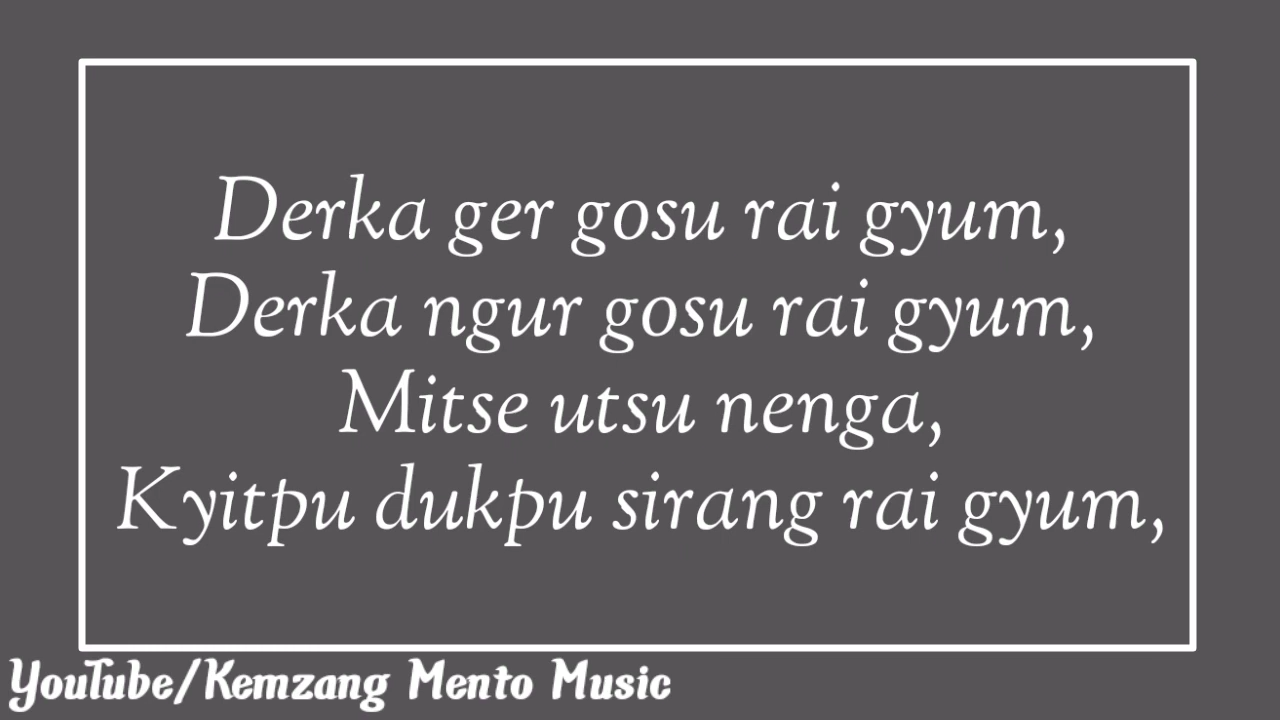 Derka ger gosu rai gyum,
Derka ngur gosu rai gyum,
Mitse utsu nenga,
Kyitpu dukpu sirang rai gyum,
YouTube/Kemzang Mento Music